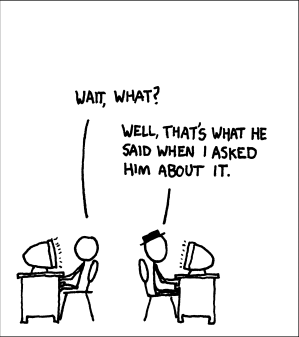 WAIT, WHAT?
WELL, THAT'S WHAT HE
SAID WHEN I ASKED
HIM ABOUT IT.